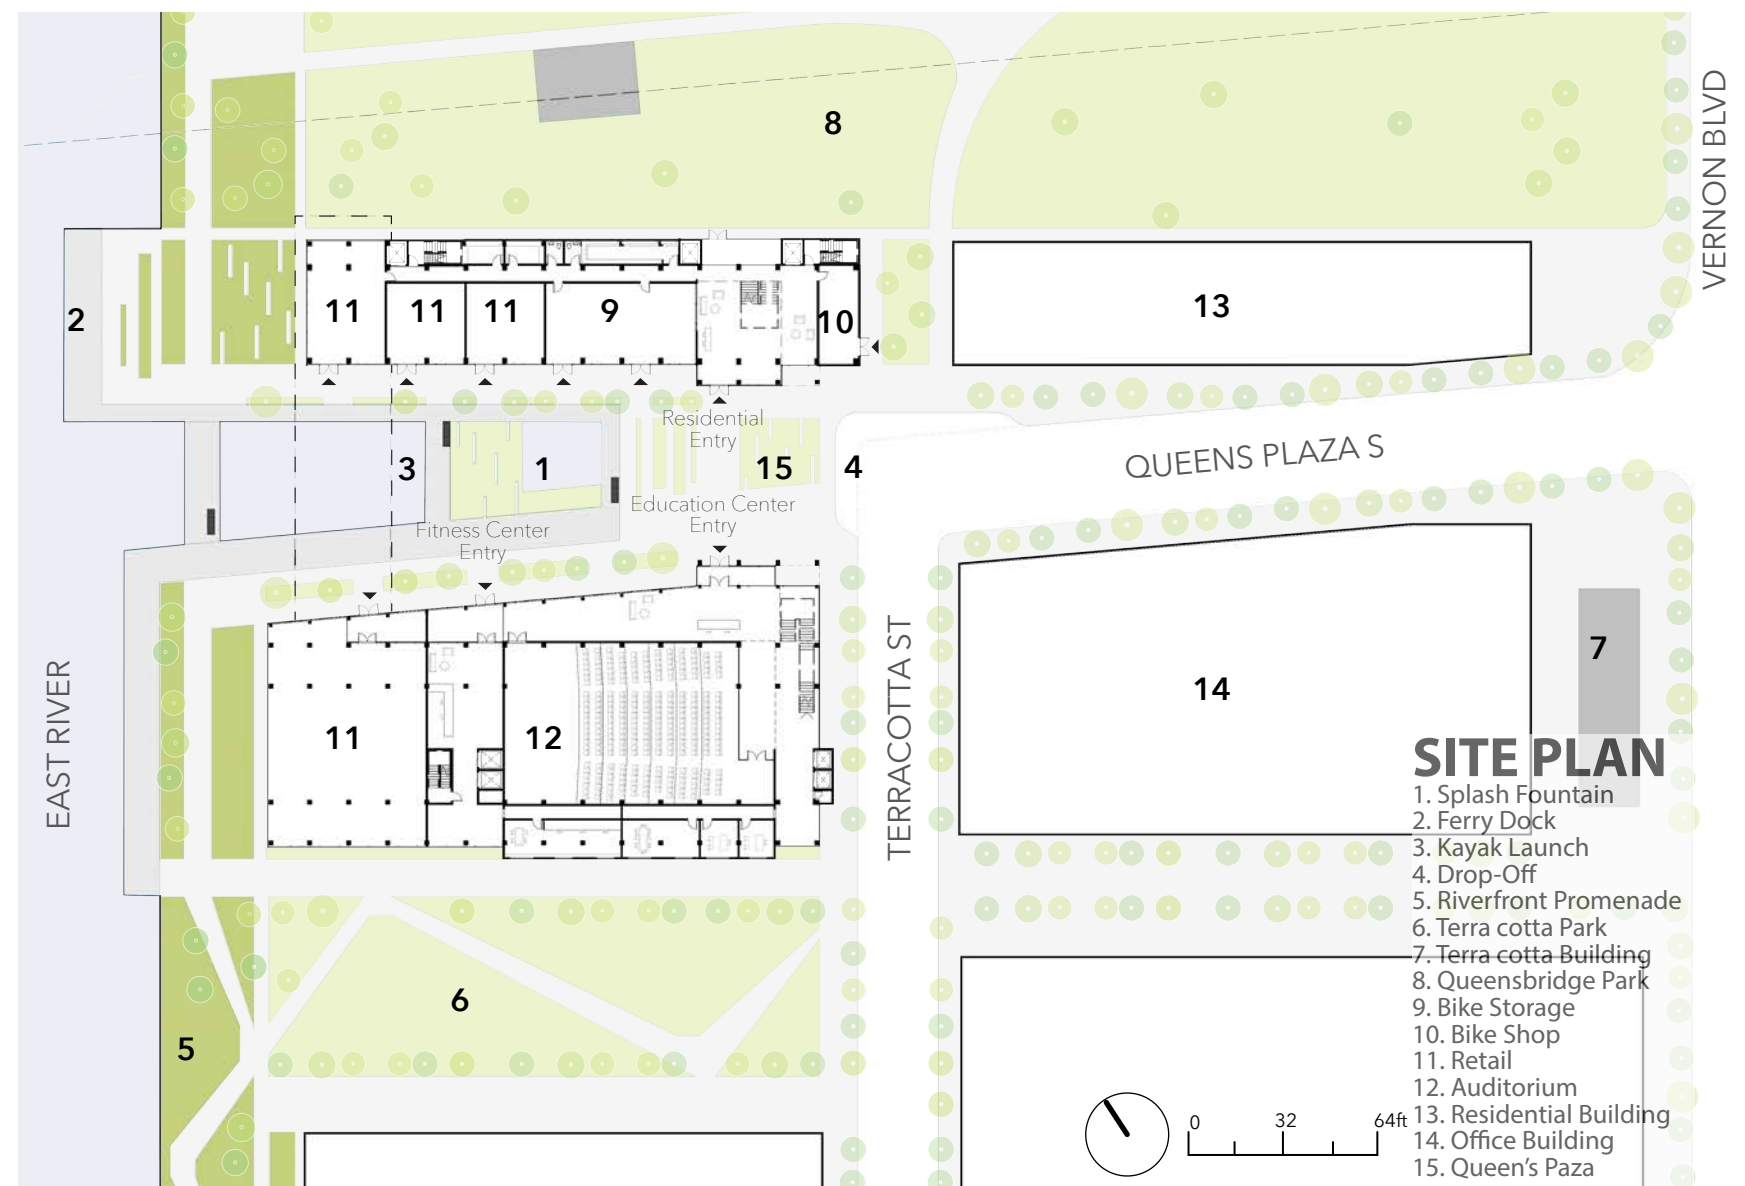 8
VERNON BLVD
2
11
11
11
9
10
13
Residential
Entry
3
1
15
4
QUEENS PLAZA S
Education Center
Entry
Fitness Center
Entry
EAST RIVER
11
12
TERRACOTTA ST
14
7
6
5
0
32
64ft
SITE PLAN
1. Splash Fountain
2. Ferry Dock
3. Kayak Launch
4. Drop-Off
5. Riverfront Promenade
6. Terra cotta Park
7. Terra cotta Building
8. Queensbridge Park
9. Bike Storage
10. Bike Shop
11. Retail
12. Auditorium
13. Residential Building
14. Office Building
15. Queen's Paza